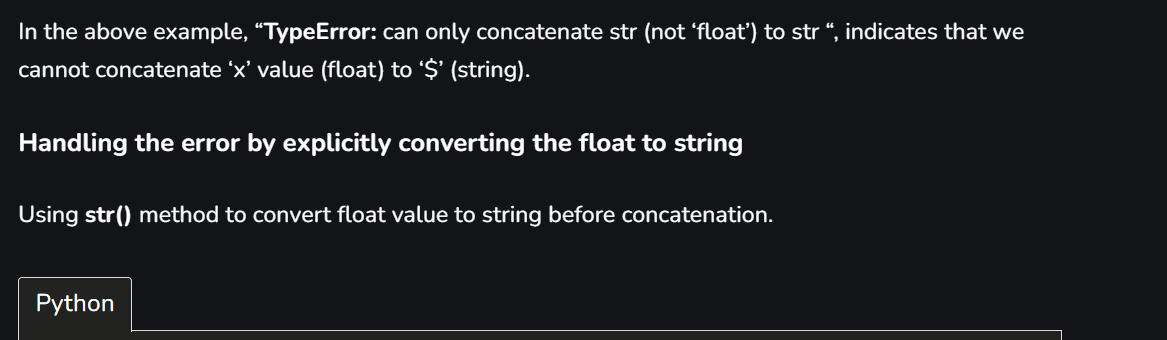 In the above example, “TypeError: can only concatenate str (not ‘float’) to str “, indicates that we
cannot concatenate ‘x’ value (float) to ‘$’ (string).
Handling the error by explicitly converting the float to string
Using str() method to convert float value to string before concatenation.
Python